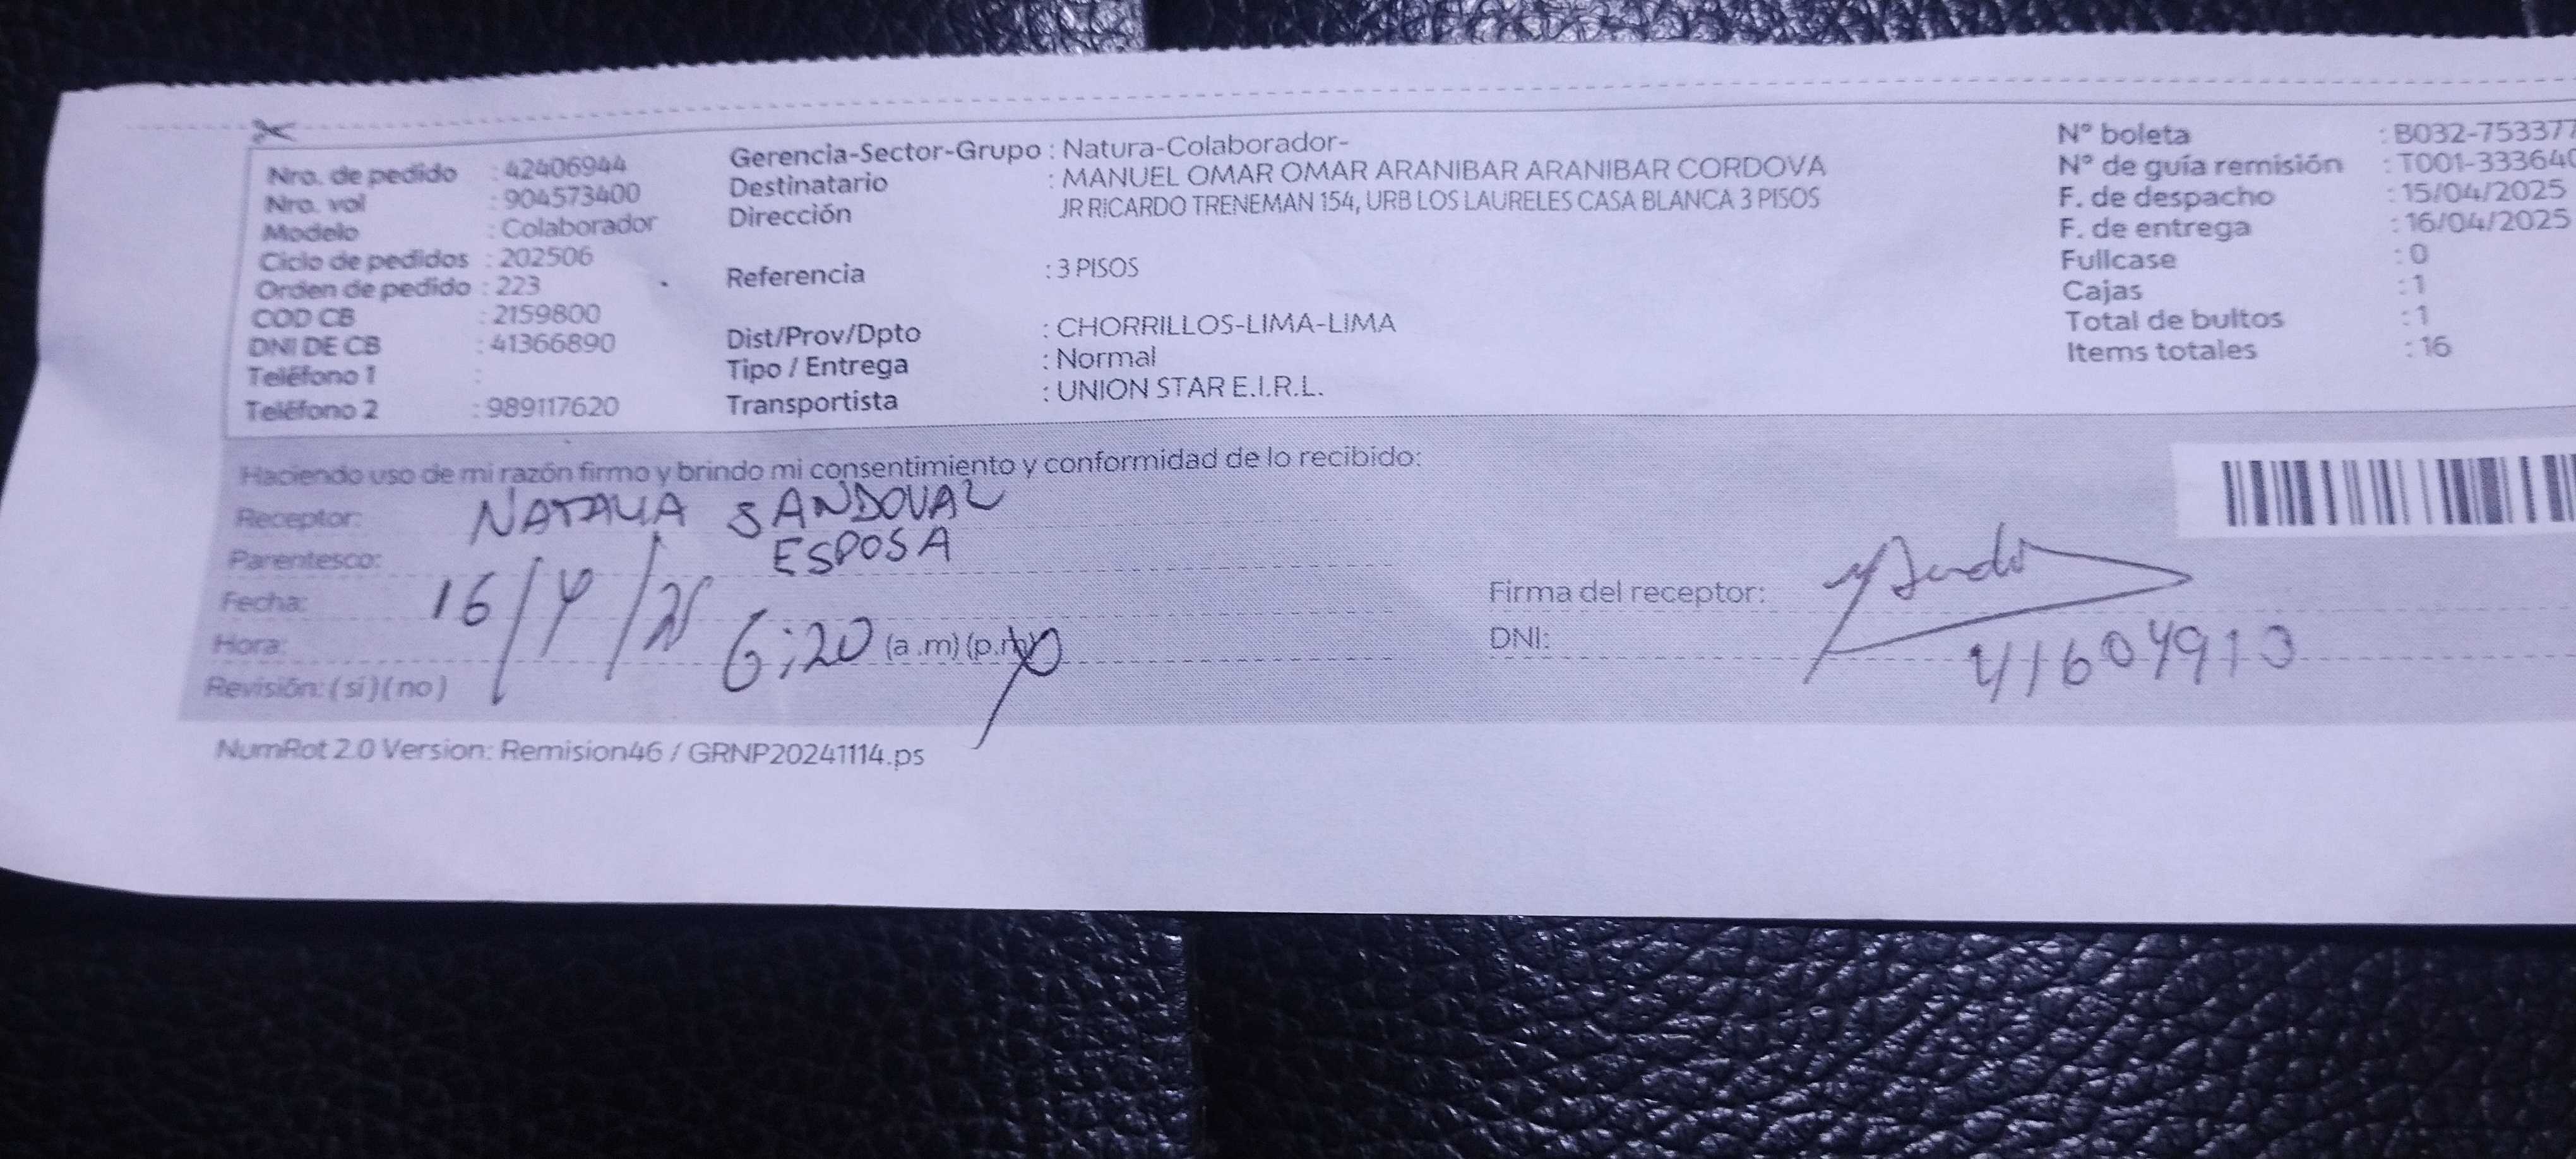 Nro. de pedido : 42406944
Nro. vol : 904573400
Modelo : Colaborador
Ciclo de pedidos : 202506
Orden de pedido : 223
COD CB : 2159800
DNI DE CB : 41366890
Teléfono 1 :
Teléfono 2 : 989117620
Gerencia-Sector-Grupo : Natura-Colaborador-
Destinatario : MANUEL OMAR OMAR ARANIBAR ARANIBAR CORDOVA
Dirección JR RICARDO TRENEMAN 154, URB LOS LAURELES CASA BLANCA 3 PISOS
Referencia : 3 PISOS
Dist/Prov/Dpto : CHORRILLOS-LIMA-LIMA
Tipo / Entrega : Normal
Transportista : UNION STAR E.I.R.L.
N° boleta : B032-753377
N° de guía remisión : T001-333640
F. de despacho : 15/04/2025
F. de entrega : 16/04/2025
Fullcase : 0
Cajas : 1
Total de bultos : 1
Items totales : 16
Haciendo uso de mi razón firmo y brindo mi consentimiento y conformidad de lo recibido:
Receptor: NATALIA SANDOVAL
Parentesco: ESPOSA
Fecha: 16/4/25
Hora: 6:20 (a.m) (p.m)
Revisión: (si) (no)
Firma del receptor:
DNI: 41604913
NumRot 2.0 Version: Remision46 / GRNP20241114.ps